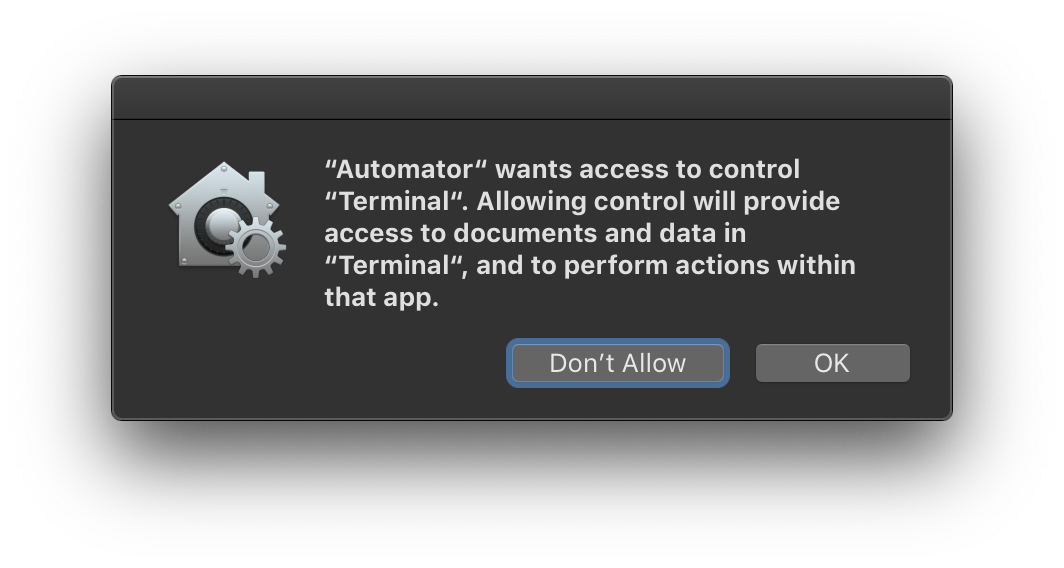 “Automator“ wants access to control
“Terminal“. Allowing control will provide
access to documents and data in
“Terminal“, and to perform actions within
that app.
Don’t Allow
OK